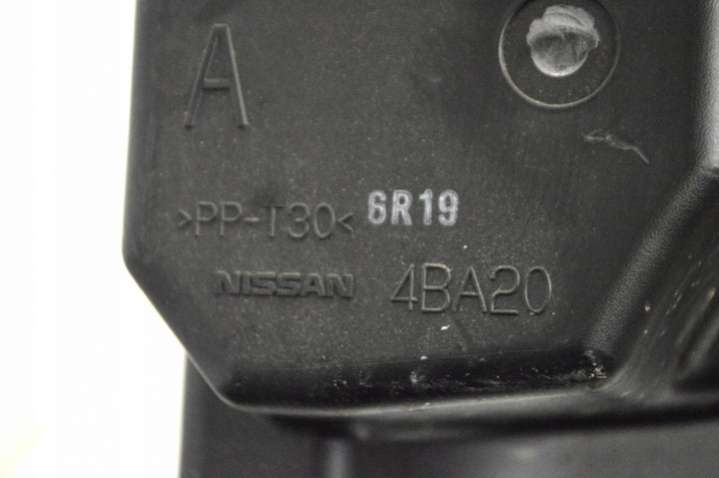 A
>PP-T30< 6R19
NISSAN 4BA20